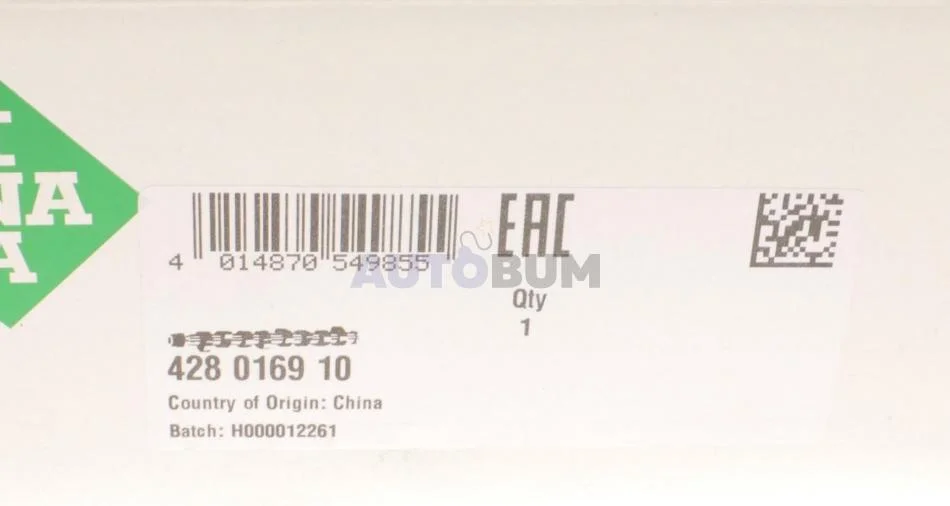 INA
EAC
4 014870 549855
AUTOBUM
Qty
1
428 0169 10
Country of Origin: China
Batch: H000012261